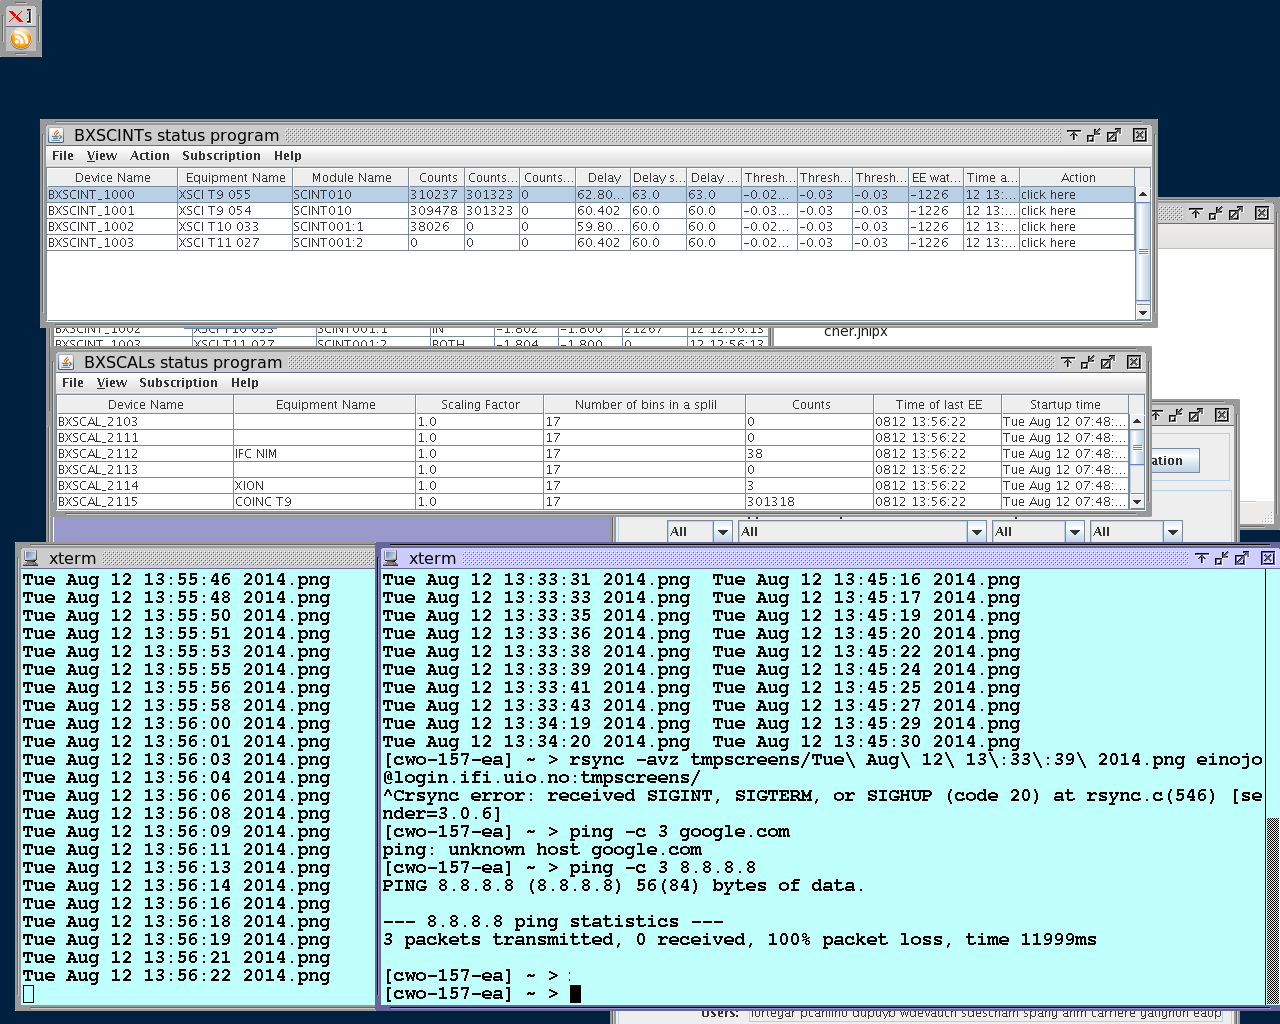 BXSCINTs status program
File View Action Subscription Help
Device Name Equipment Name Module Name Counts Counts... Counts... Delay Delay s... Delay ... Thresh... Thresh... Thresh... EE wat... Time a... Action
BXSCINT_1000 XSCI T9 055 SCINT010 310237 301323 0 62.80... 63.0 63.0 -0.02... -0.03 -0.03 -1226 12 13:... click here
BXSCINT_1001 XSCI T9 054 SCINT010 309478 301323 0 60.402 60.0 60.0 -0.03... -0.03 -0.03 -1226 12 13:... click here
BXSCINT_1002 XSCI T10 033 SCINT001:1 38026 0 0 59.80... 60.0 60.0 -0.02... -0.03 -0.03 -1226 12 13:... click here
BXSCINT_1003 XSCI T11 027 SCINT001:2 0 0 0 60.402 60.0 60.0 -0.02... -0.03 -0.03 -1226 12 13:... click here
BXSCINT_1002 XSCI T10 033 SCINT001:1 IN -1.802 -1.800 21267 12 12:56:13
cher.jnlpx
BXSCINT_1003 XSCI T11 027 SCINT001:2 BOTH -1.804 -1.800 0 12 12:56:13
BXSCALs status program
File View Subscription Help
Device Name Equipment Name Scaling Factor Number of bins in a splil Counts Time of last EE Startup time
BXSCAL_2103 1.0 17 0 0812 13:56:22 Tue Aug 12 07:48:...
BXSCAL_2111 1.0 17 0 0812 13:56:22 Tue Aug 12 07:48:...
BXSCAL_2112 IFC NIM 1.0 17 38 0812 13:56:22 Tue Aug 12 07:48:...
BXSCAL_2113 1.0 17 0 0812 13:56:22 Tue Aug 12 07:48:...
BXSCAL_2114 XION 1.0 17 3 0812 13:56:22 Tue Aug 12 07:48:...
BXSCAL_2115 COINC T9 1.0 17 301318 0812 13:56:22 Tue Aug 12 07:48:...
ation
All All All All
xterm
Tue Aug 12 13:55:46 2014.png
Tue Aug 12 13:55:48 2014.png
Tue Aug 12 13:55:50 2014.png
Tue Aug 12 13:55:51 2014.png
Tue Aug 12 13:55:53 2014.png
Tue Aug 12 13:55:55 2014.png
Tue Aug 12 13:55:56 2014.png
Tue Aug 12 13:55:58 2014.png
Tue Aug 12 13:56:00 2014.png
Tue Aug 12 13:56:01 2014.png
Tue Aug 12 13:56:03 2014.png
Tue Aug 12 13:56:04 2014.png
Tue Aug 12 13:56:06 2014.png
Tue Aug 12 13:56:08 2014.png
Tue Aug 12 13:56:09 2014.png
Tue Aug 12 13:56:11 2014.png
Tue Aug 12 13:56:13 2014.png
Tue Aug 12 13:56:14 2014.png
Tue Aug 12 13:56:16 2014.png
Tue Aug 12 13:56:18 2014.png
Tue Aug 12 13:56:19 2014.png
Tue Aug 12 13:56:21 2014.png
Tue Aug 12 13:56:22 2014.png
xterm
Tue Aug 12 13:33:31 2014.png Tue Aug 12 13:45:16 2014.png
Tue Aug 12 13:33:33 2014.png Tue Aug 12 13:45:17 2014.png
Tue Aug 12 13:33:35 2014.png Tue Aug 12 13:45:19 2014.png
Tue Aug 12 13:33:36 2014.png Tue Aug 12 13:45:20 2014.png
Tue Aug 12 13:33:38 2014.png Tue Aug 12 13:45:22 2014.png
Tue Aug 12 13:33:39 2014.png Tue Aug 12 13:45:24 2014.png
Tue Aug 12 13:33:41 2014.png Tue Aug 12 13:45:25 2014.png
Tue Aug 12 13:33:43 2014.png Tue Aug 12 13:45:27 2014.png
Tue Aug 12 13:34:19 2014.png Tue Aug 12 13:45:29 2014.png
Tue Aug 12 13:34:20 2014.png Tue Aug 12 13:45:30 2014.png
[cwo-157-ea] ~ > rsync -avz tmpscreens/Tue\ Aug\ 12\ 13\:33\:39\ 2014.png einojo
@login.ifi.uio.no:tmpscreens/
^Crsync error: received SIGINT, SIGTERM, or SIGHUP (code 20) at rsync.c(546) [se
nder=3.0.6]
[cwo-157-ea] ~ > ping -c 3 google.com
ping: unknown host google.com
[cwo-157-ea] ~ > ping -c 3 8.8.8.8
PING 8.8.8.8 (8.8.8.8) 56(84) bytes of data.
--- 8.8.8.8 ping statistics ---
3 packets transmitted, 0 received, 100% packet loss, time 11999ms
[cwo-157-ea] ~ >
[cwo-157-ea] ~ >
Users: